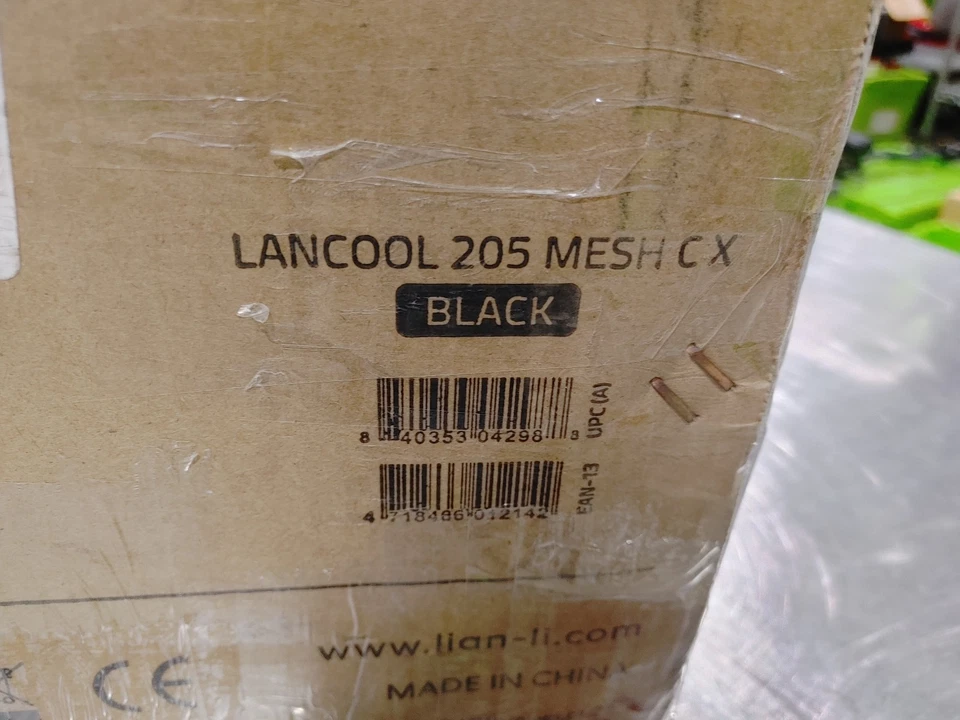 LANCOOL 205 MESH C X
BLACK
8 40353 04298 3
UPC(A)
4 718466 012142
EAN-13
www.lian-li.com
CE
MADE IN CHINA